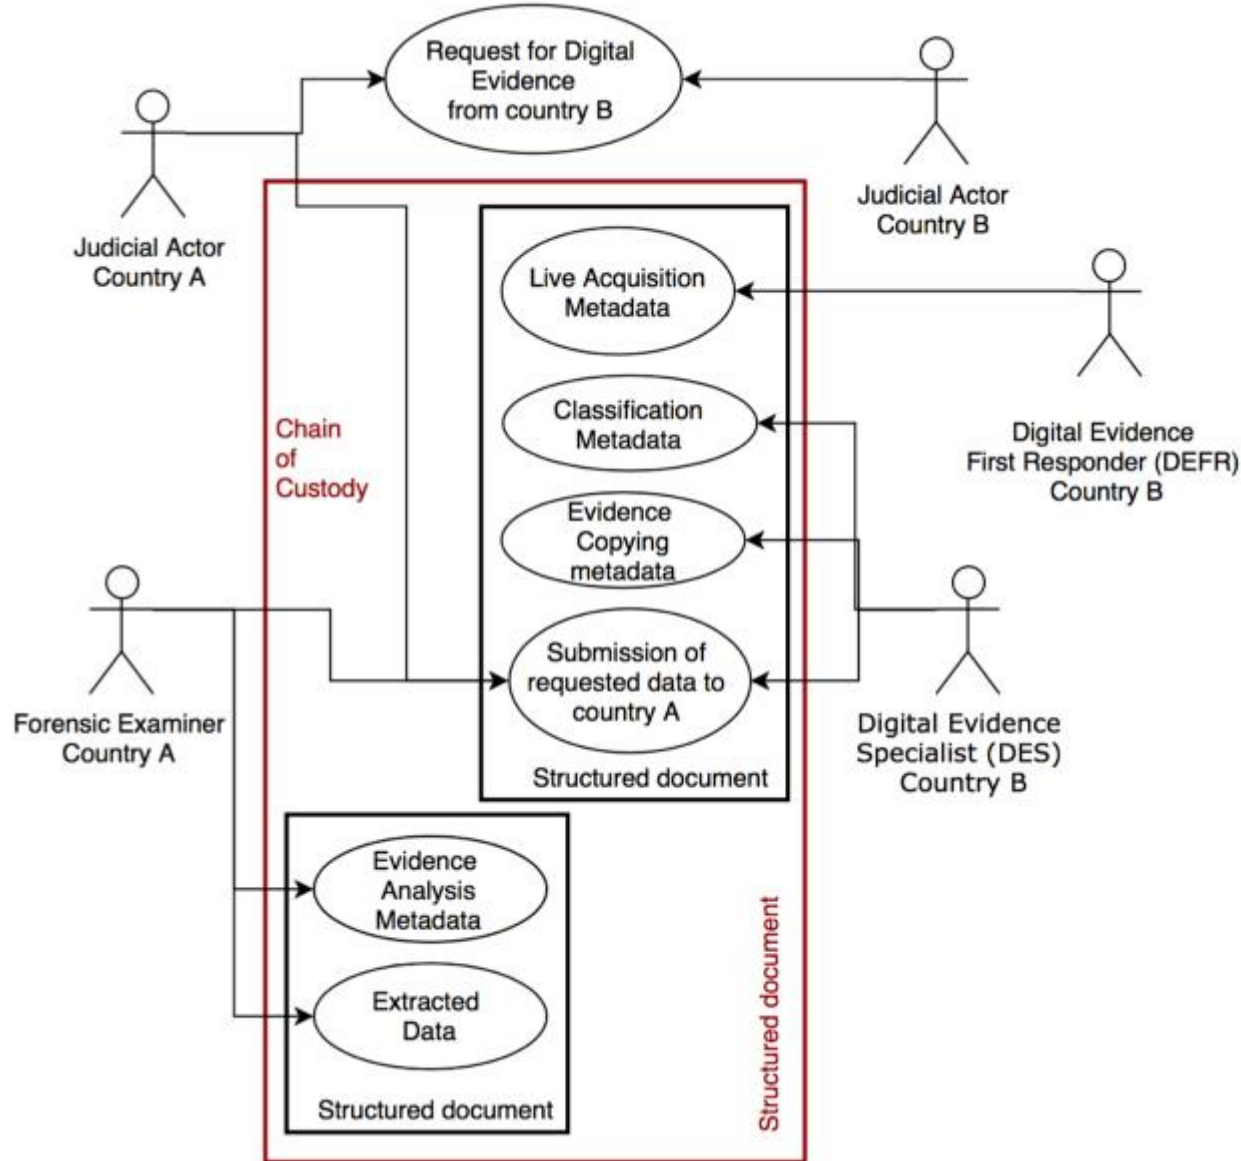 Request for Digital
Evidence
from country B
Judicial Actor
Country A
Judicial Actor
Country B
Live Acquisition
Metadata
Chain
of
Custody
Classification
Metadata
Digital Evidence
First Responder (DEFR)
Country B
Evidence
Copying
metadata
Submission of
requested data to
country A
Forensic Examiner
Country A
Digital Evidence
Specialist (DES)
Country B
Structured document
Evidence
Analysis
Metadata
Extracted
Data
Structured document
Structured document